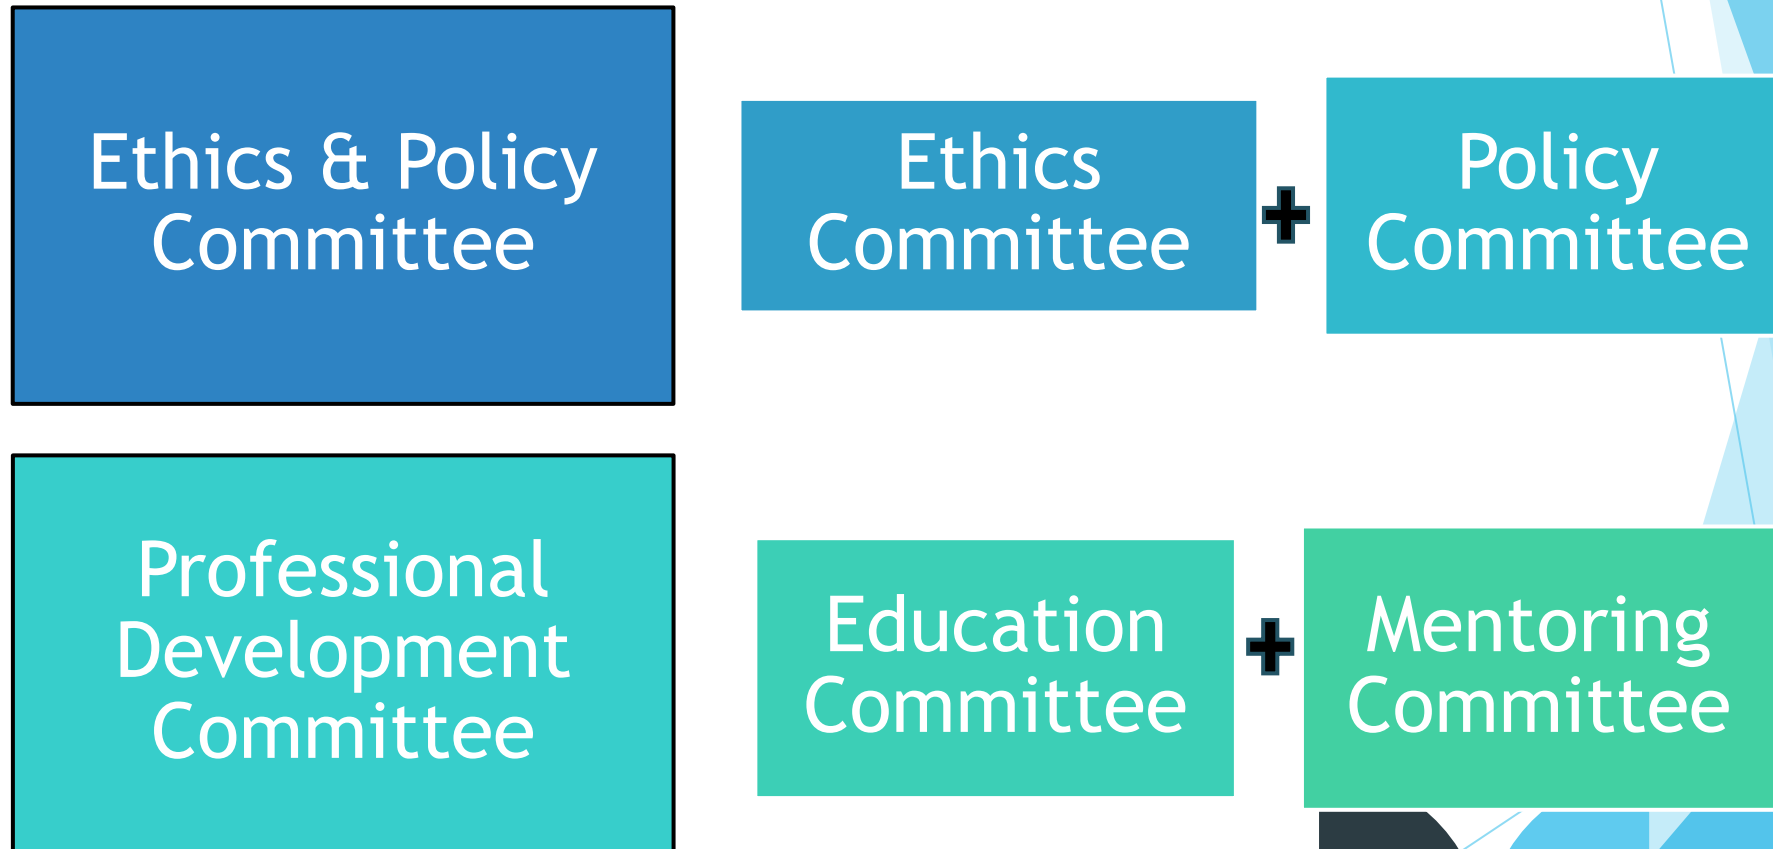 Ethics & Policy
Committee
Ethics
Committee
Policy
Committee
Professional
Development
Committee
Education
Committee
Mentoring
Committee